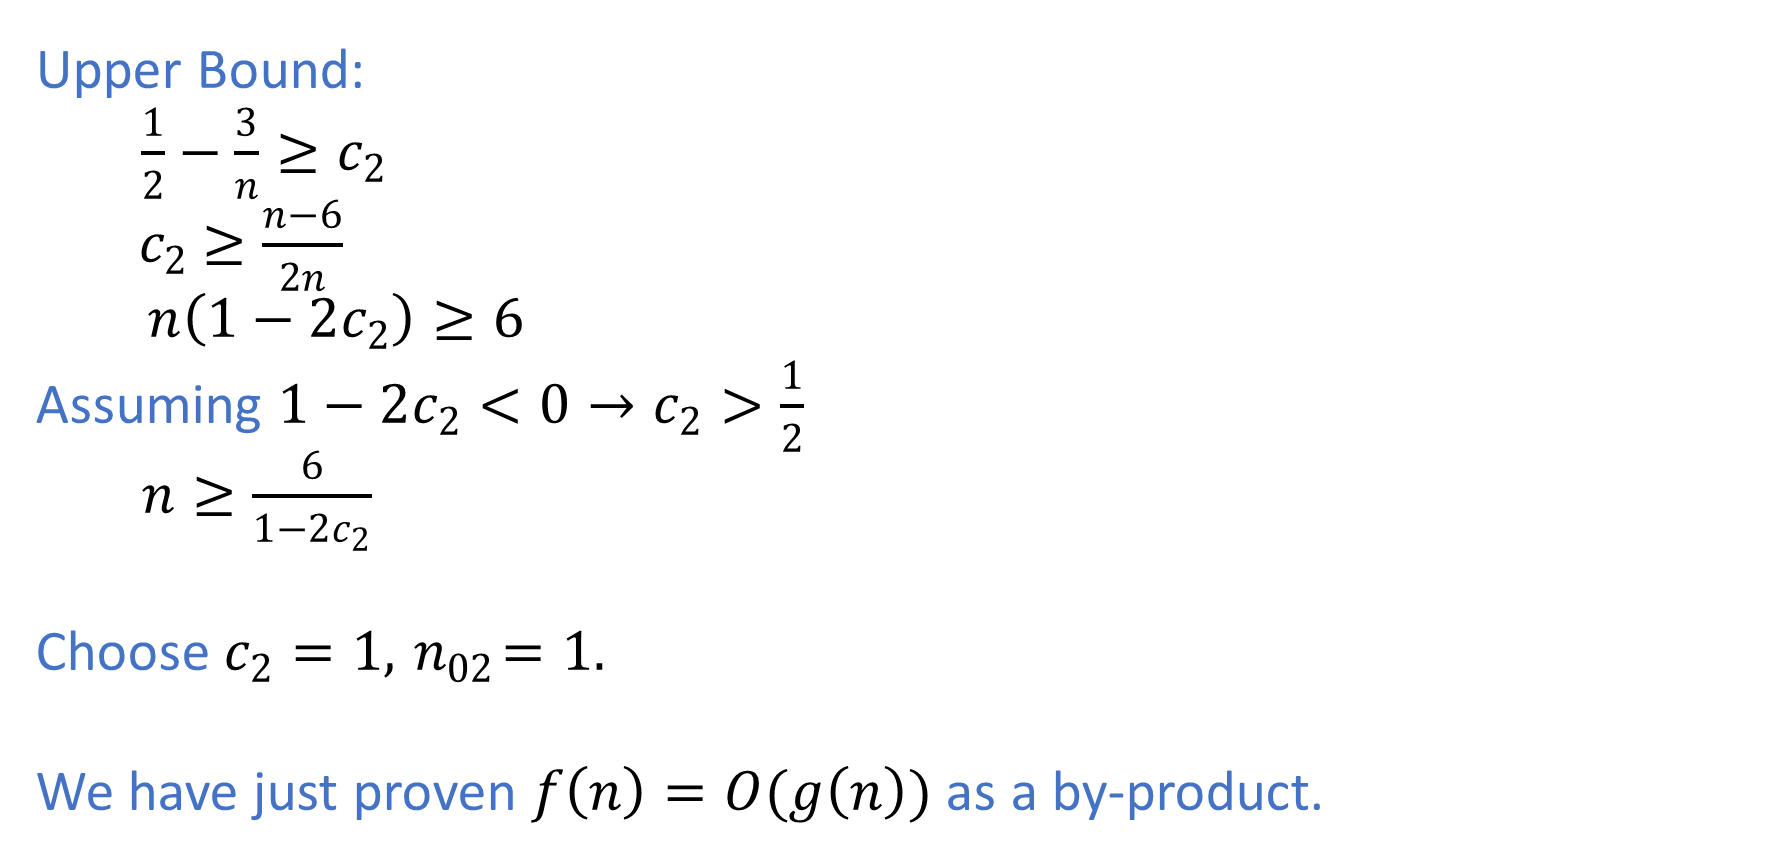 Upper Bound:
1/2 − 3/n ≥ c₂
c₂ ≥ (n−6)/(2n)
n(1 − 2c₂) ≥ 6
Assuming 1 − 2c₂ < 0 → c₂ > 1/2
n ≥ 6/(1−2c₂)
Choose c₂ = 1, n₀₂ = 1.
We have just proven f(n) = O(g(n)) as a by-product.